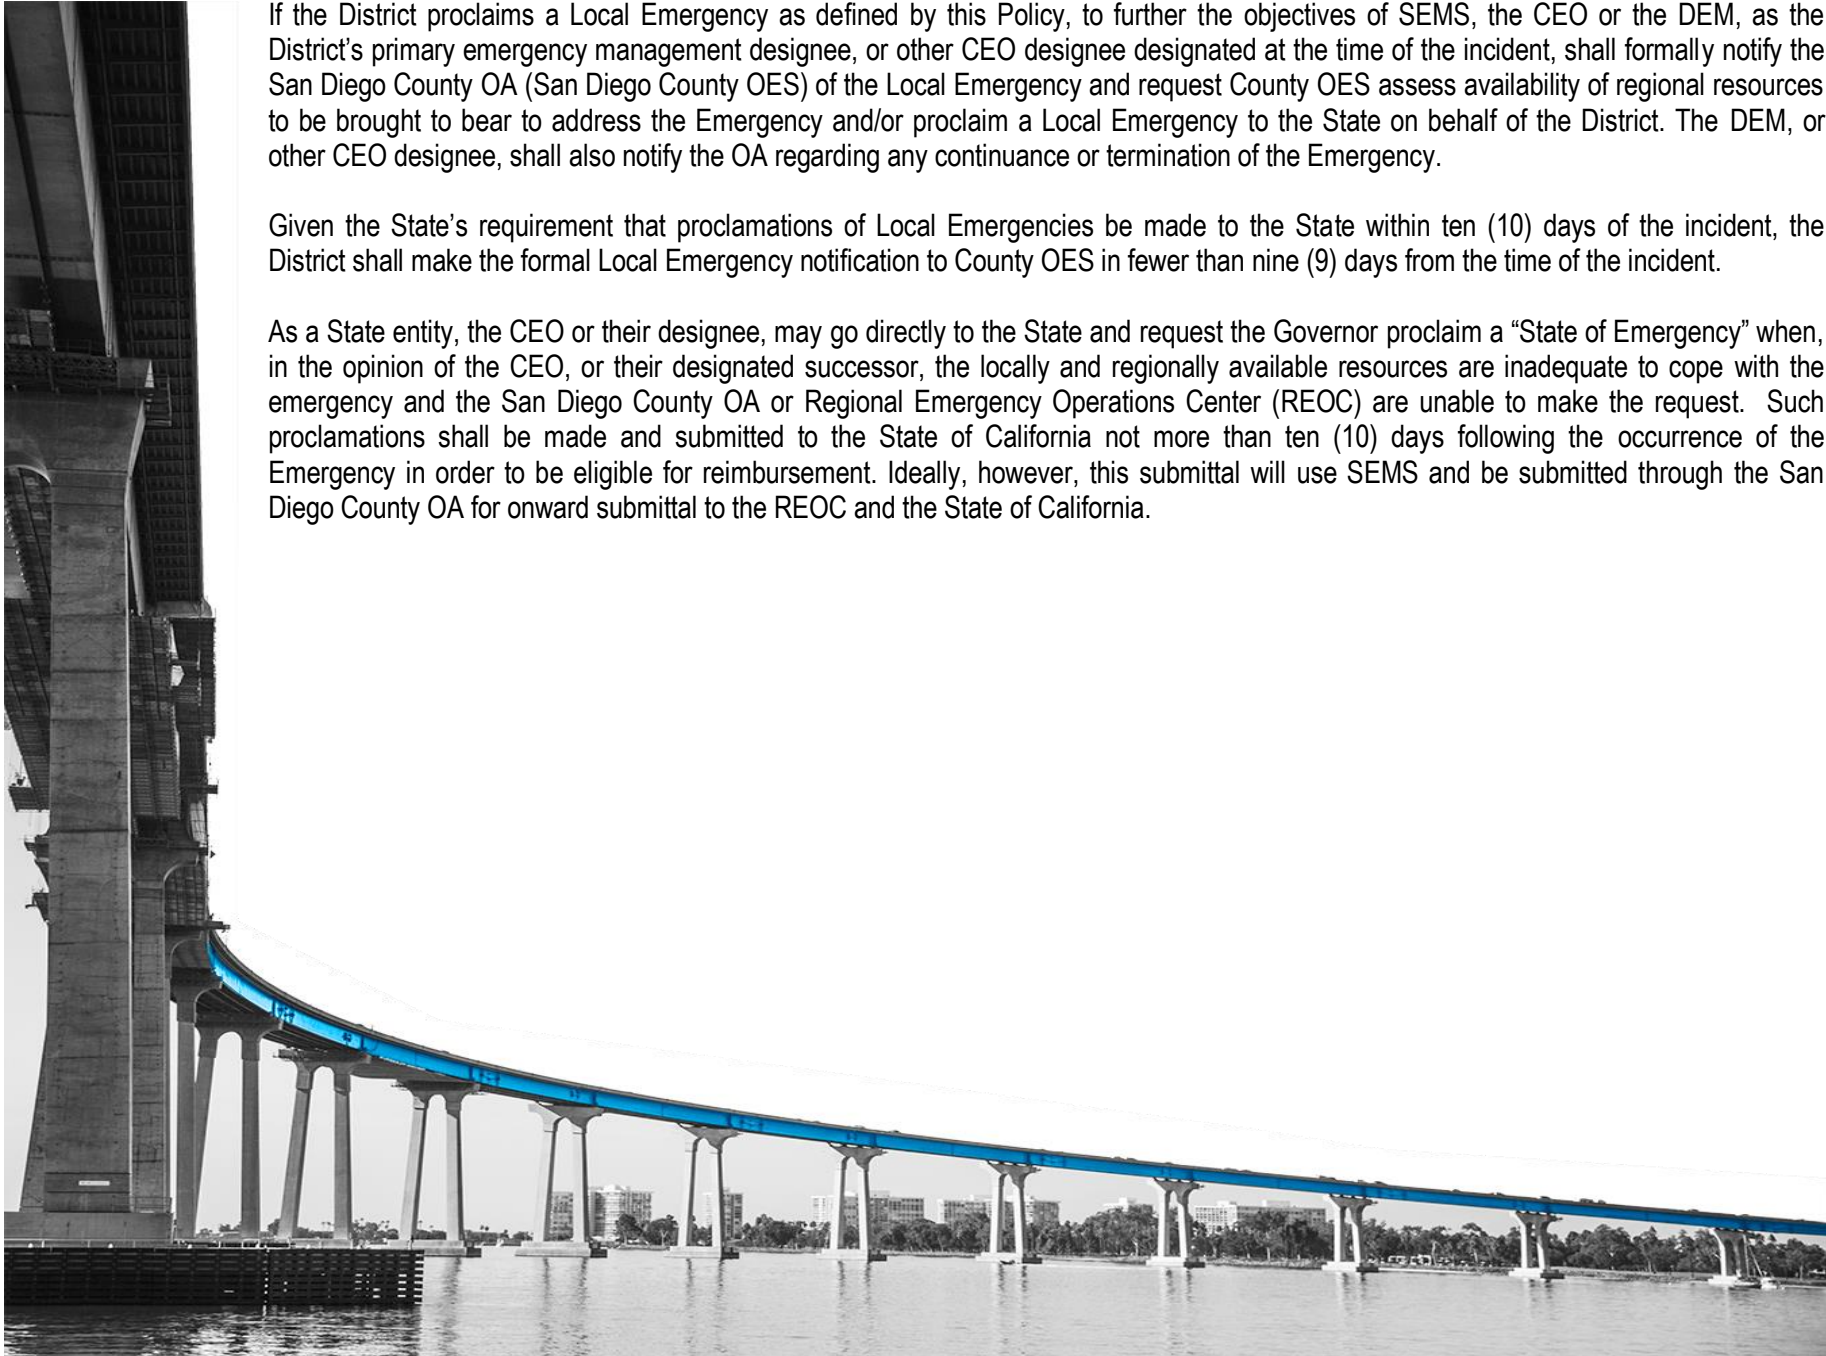 If the District proclaims a Local Emergency as defined by this Policy, to further the objectives of SEMS, the CEO or the DEM, as the
District’s primary emergency management designee, or other CEO designee designated at the time of the incident, shall formally notify the
San Diego County OA (San Diego County OES) of the Local Emergency and request County OES assess availability of regional resources
to be brought to bear to address the Emergency and/or proclaim a Local Emergency to the State on behalf of the District. The DEM, or
other CEO designee, shall also notify the OA regarding any continuance or termination of the Emergency.
Given the State’s requirement that proclamations of Local Emergencies be made to the State within ten (10) days of the incident, the
District shall make the formal Local Emergency notification to County OES in fewer than nine (9) days from the time of the incident.
As a State entity, the CEO or their designee, may go directly to the State and request the Governor proclaim a “State of Emergency” when,
in the opinion of the CEO, or their designated successor, the locally and regionally available resources are inadequate to cope with the
emergency and the San Diego County OA or Regional Emergency Operations Center (REOC) are unable to make the request. Such
proclamations shall be made and submitted to the State of California not more than ten (10) days following the occurrence of the
Emergency in order to be eligible for reimbursement. Ideally, however, this submittal will use SEMS and be submitted through the San
Diego County OA for onward submittal to the REOC and the State of California.